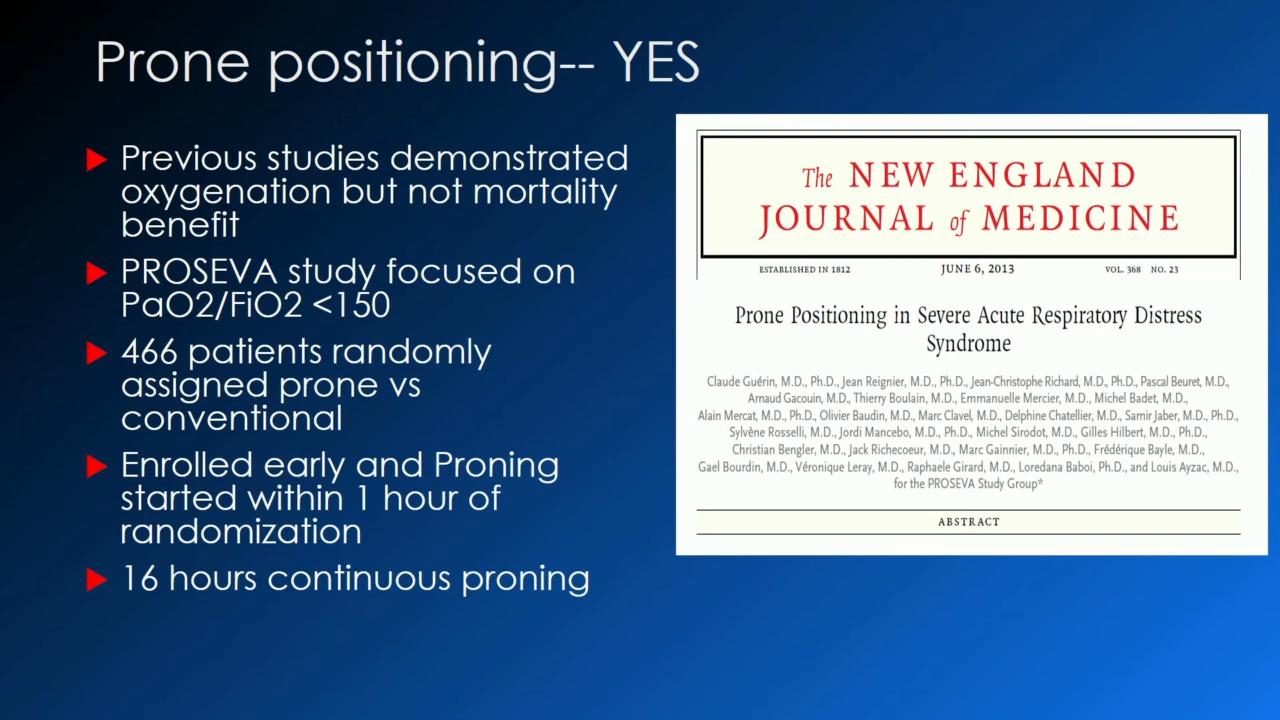 Prone positioning-- YES
Previous studies demonstrated
oxygenation but not mortality
benefit
PROSEVA study focused on
PaO2/FiO2 <150
466 patients randomly
assigned prone vs
conventional
Enrolled early and Proning
started within 1 hour of
randomization
16 hours continuous proning
The NEW ENGLAND
JOURNAL of MEDICINE
ESTABLISHED IN 1812 JUNE 6, 2013 VOL. 368 NO. 23
Prone Positioning in Severe Acute Respiratory Distress
Syndrome
Claude Guérin, M.D., Ph.D., Jean Reignier, M.D., Ph.D., Jean-Christophe Richard, M.D., Ph.D., Pascal Beuret, M.D.,
Arnaud Gacouin, M.D., Thierry Boulain, M.D., Emmanuelle Mercier, M.D., Michel Badet, M.D.,
Alain Mercat, M.D., Ph.D., Olivier Baudin, M.D., Marc Clavel, M.D., Delphine Chatellier, M.D., Samir Jaber, M.D., Ph.D.,
Sylvène Rosselli, M.D., Jordi Mancebo, M.D., Ph.D., Michel Sirodot, M.D., Gilles Hilbert, M.D., Ph.D.,
Christian Bengler, M.D., Jack Richecoeur, M.D., Marc Gainnier, M.D., Ph.D., Frédérique Bayle, M.D.,
Gael Bourdin, M.D., Véronique Leray, M.D., Raphaele Girard, M.D., Loredana Baboi, Ph.D., and Louis Ayzac, M.D.,
for the PROSEVA Study Group*
ABSTRACT